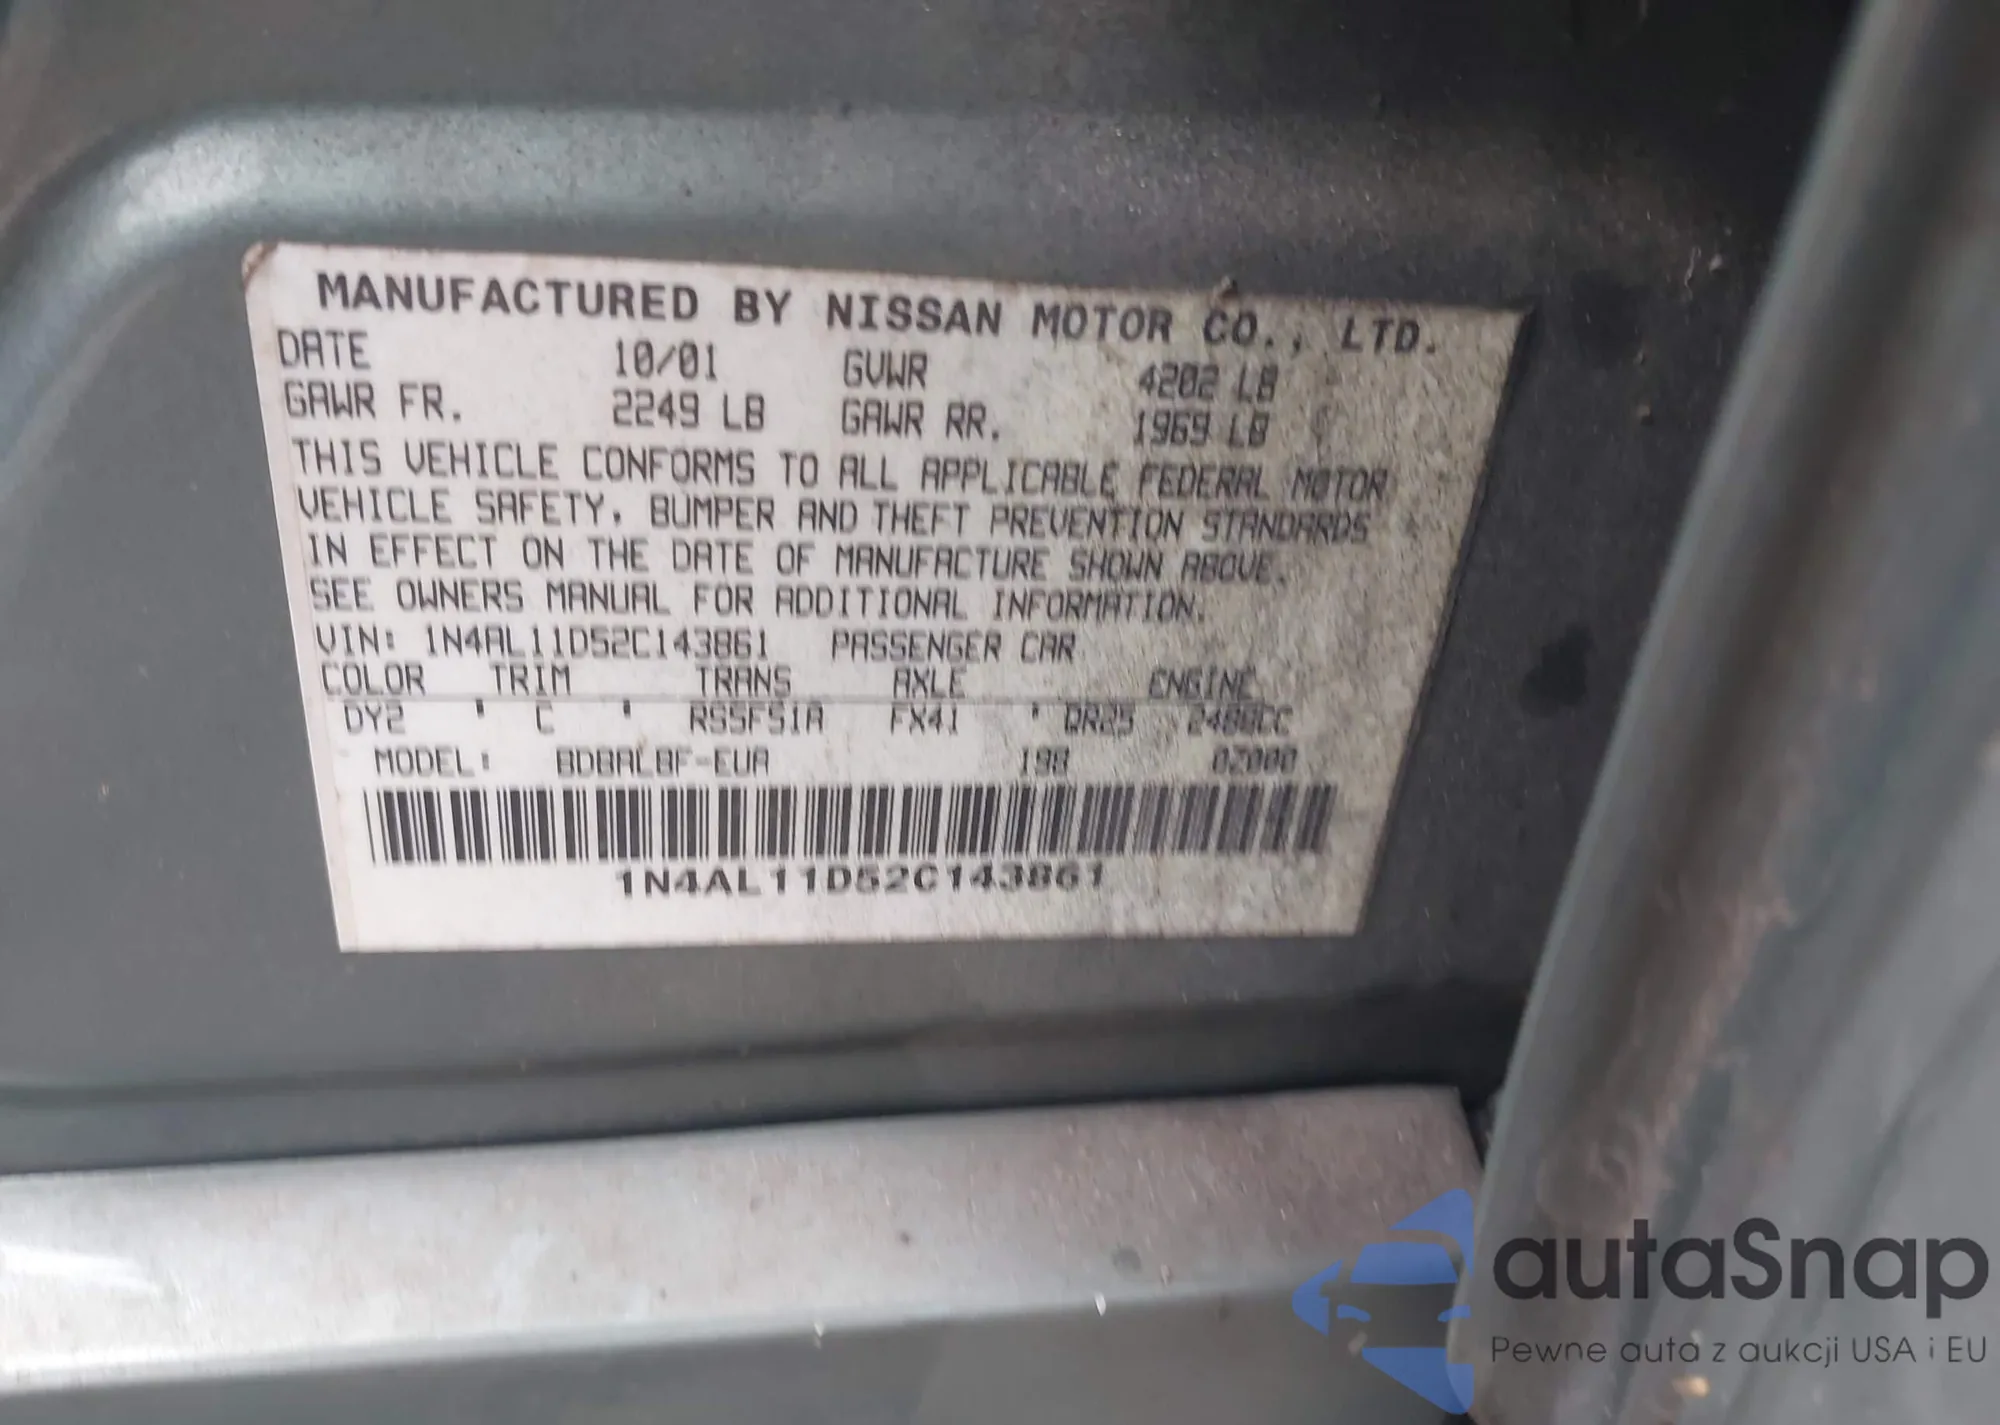 MANUFACTURED BY NISSAN MOTOR CO., LTD.
DATE 10/01 GVWR 4202 LB
GAWR FR. 2249 LB GAWR RR. 1969 LB
THIS VEHICLE CONFORMS TO ALL APPLICABLE FEDERAL MOTOR
VEHICLE SAFETY, BUMPER AND THEFT PREVENTION STANDARDS
IN EFFECT ON THE DATE OF MANUFACTURE SHOWN ABOVE.
SEE OWNERS MANUAL FOR ADDITIONAL INFORMATION.
VIN: 1N4AL11D52C143861 PASSENGER CAR
COLOR TRIM TRANS AXLE ENGINE
DY2 ' C ' RS5F51A FX41 ' QR25 2488CC
MODEL: BDBALBF-EUA 198 0Z000
1N4AL11D52C143861
autaSnap
Pewne auta z aukcji USA i EU